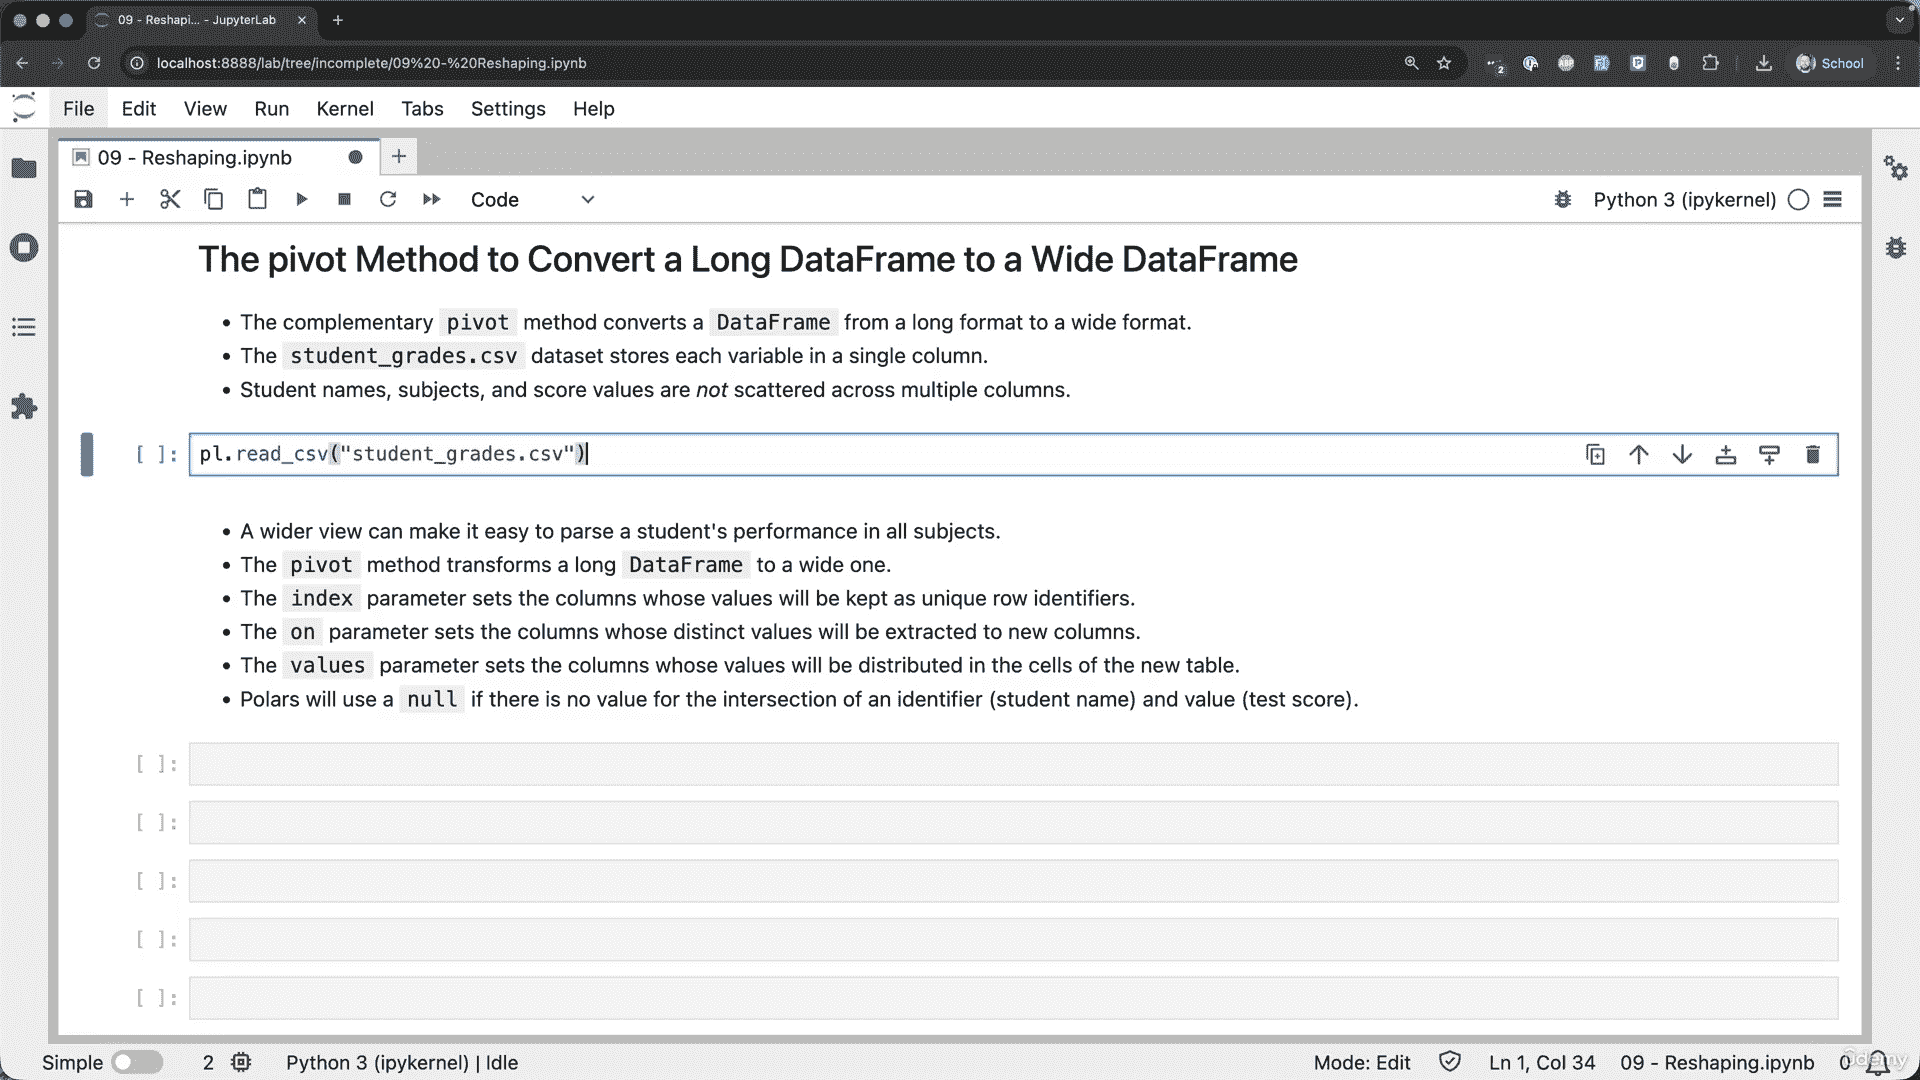 09 - Reshapi... - JupyterLab
localhost:8888/lab/tree/incomplete/09%20-%20Reshaping.ipynb
2
ABP
School
File Edit View Run Kernel Tabs Settings Help
09 - Reshaping.ipynb
Code
Python 3 (ipykernel)
The pivot Method to Convert a Long DataFrame to a Wide DataFrame
• The complementary pivot method converts a DataFrame from a long format to a wide format.
• The student_grades.csv dataset stores each variable in a single column.
• Student names, subjects, and score values are not scattered across multiple columns.
[ ]: pl.read_csv("student_grades.csv")
• A wider view can make it easy to parse a student's performance in all subjects.
• The pivot method transforms a long DataFrame to a wide one.
• The index parameter sets the columns whose values will be kept as unique row identifiers.
• The on parameter sets the columns whose distinct values will be extracted to new columns.
• The values parameter sets the columns whose values will be distributed in the cells of the new table.
• Polars will use a null if there is no value for the intersection of an identifier (student name) and value (test score).
[ ]:
[ ]:
[ ]:
[ ]:
[ ]:
Simple 2 Python 3 (ipykernel) | Idle Mode: Edit Ln 1, Col 34 09 - Reshaping.ipynb 0
udemy